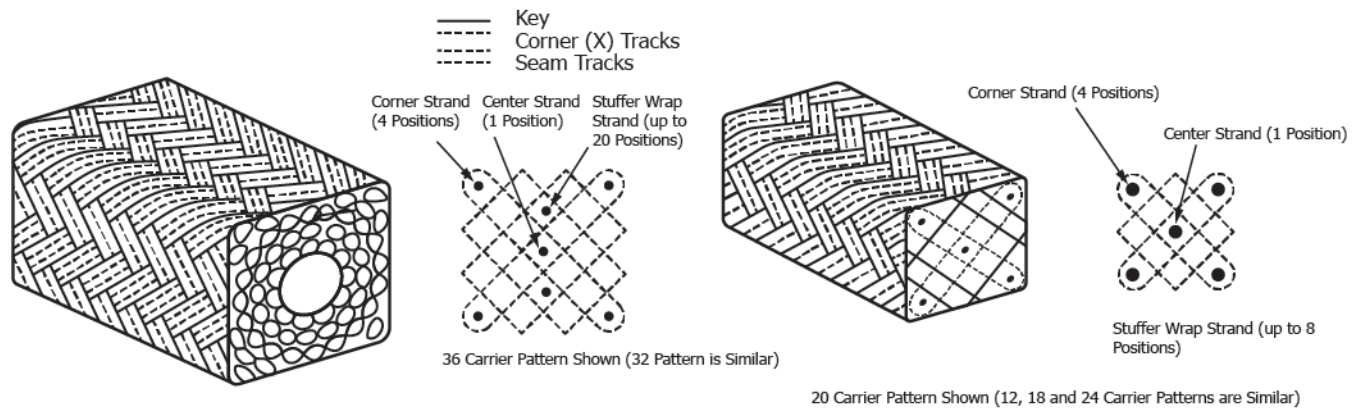 Key
Corner (X) Tracks
Seam Tracks
Corner Strand
(4 Positions)
Center Strand
(1 Position)
Stuffer Wrap
Strand (up to
20 Positions)
36 Carrier Pattern Shown (32 Pattern is Similar)
Corner Strand (4 Positions)
Center Strand (1 Position)
Stuffer Wrap Strand (up to 8
Positions)
20 Carrier Pattern Shown (12, 18 and 24 Carrier Patterns are Similar)